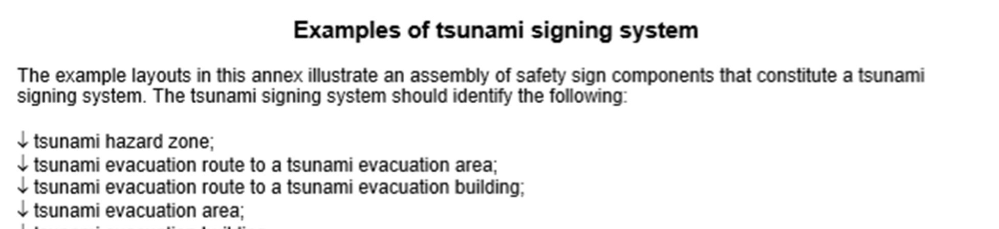 Examples of tsunami signing system
The example layouts in this annex illustrate an assembly of safety sign components that constitute a tsunami
signing system. The tsunami signing system should identify the following:
↓ tsunami hazard zone;
↓ tsunami evacuation route to a tsunami evacuation area;
↓ tsunami evacuation route to a tsunami evacuation building;
↓ tsunami evacuation area;